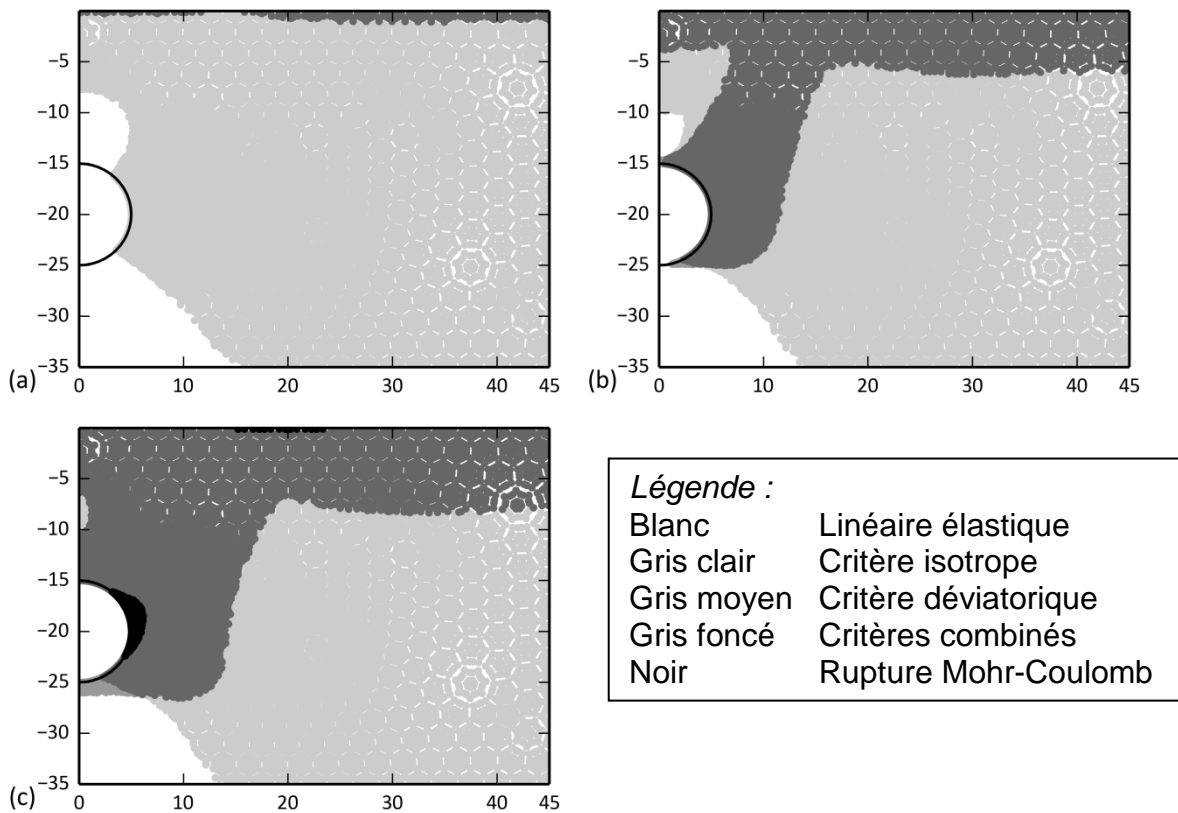 −5
−10
−15
−20
−25
−30
−35
(a)
0 10 20 30 40 45
−5
−10
−15
−20
−25
−30
−35
(b)
0 10 20 30 40 45
−5
−10
−15
−20
−25
−30
−35
(c)
0 10 20 30 40 45
Légende :
Blanc Linéaire élastique
Gris clair Critère isotrope
Gris moyen Critère déviatorique
Gris foncé Critères combinés
Noir Rupture Mohr-Coulomb